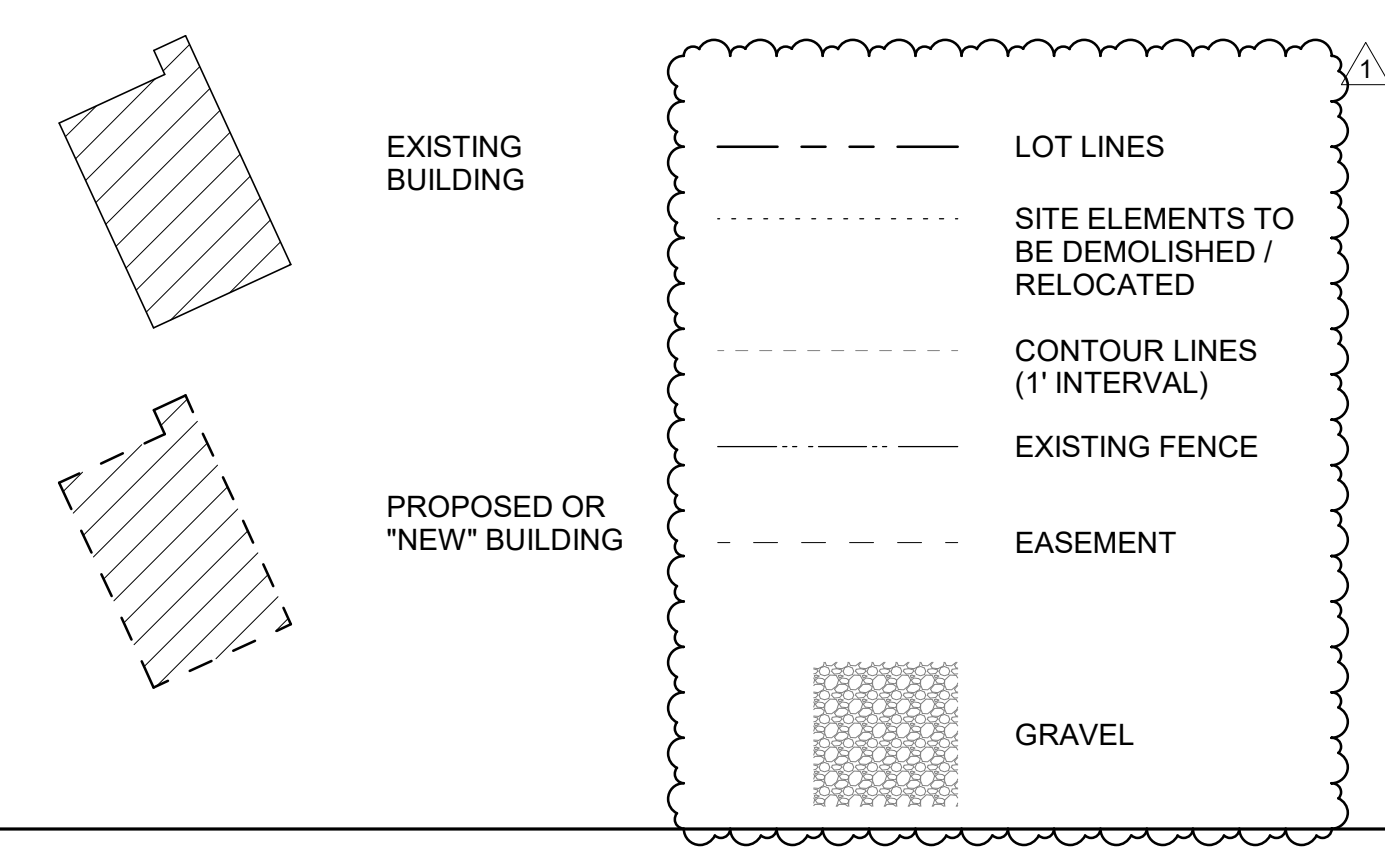 EXISTING
BUILDING
PROPOSED OR
"NEW" BUILDING
1
LOT LINES
SITE ELEMENTS TO
BE DEMOLISHED /
RELOCATED
CONTOUR LINES
(1' INTERVAL)
EXISTING FENCE
EASEMENT
GRAVEL